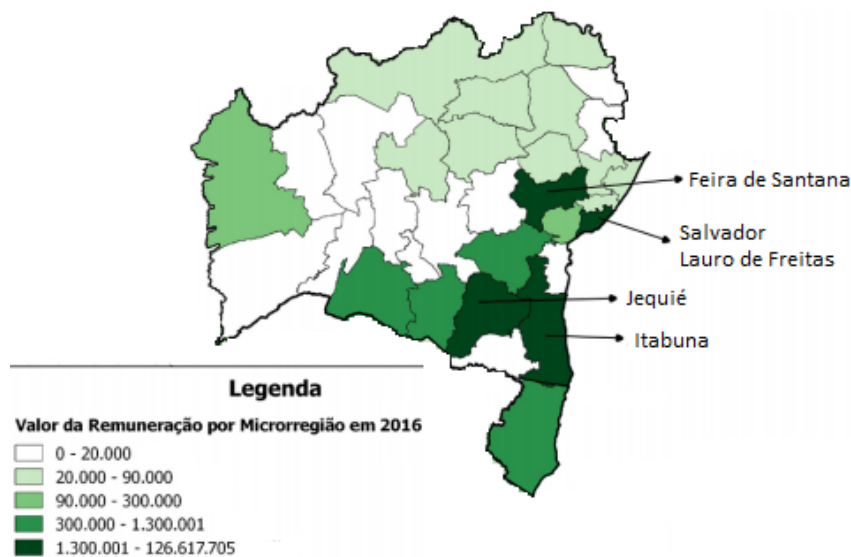 Feira de Santana
Salvador
Lauro de Freitas
Jequié
Itabuna
Legenda
Valor da Remuneração por Microrregião em 2016
0 - 20.000
20.000 - 90.000
90.000 - 300.000
300.000 - 1.300.001
1.300.001 - 126.617.705